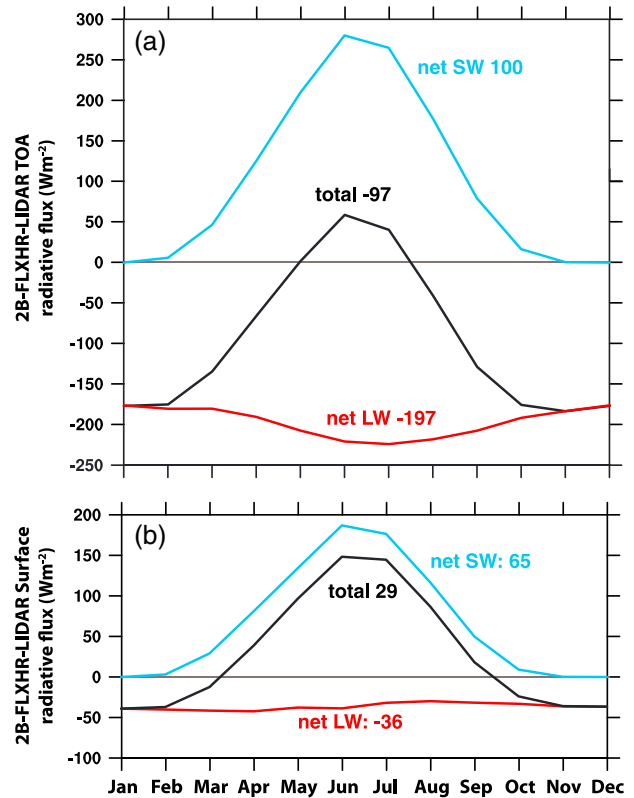 (a)
300
250
200
150
100
50
0
-50
-100
-150
-200
-250
2B-FLXHR-LIDAR TOA
radiative flux (Wm-2)
net SW 100
total -97
net LW -197
(b)
200
150
100
50
0
-50
-100
2B-FLXHR-LIDAR Surface
radiative flux (Wm-2)
net SW: 65
total 29
net LW: -36
Jan Feb Mar Apr May Jun Jul Aug Sep Oct Nov Dec